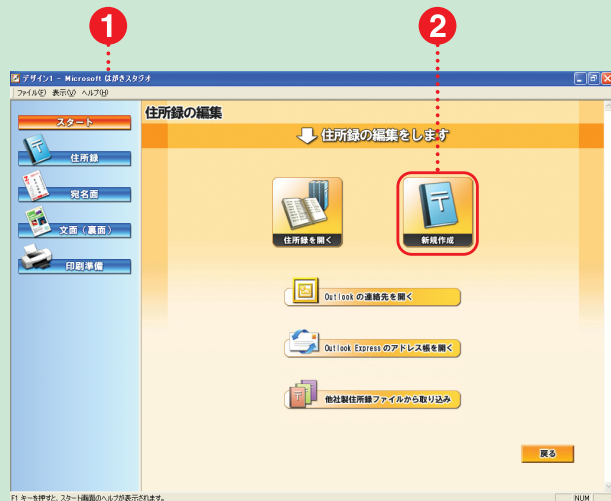 1
2
デザイン1 - Microsoft はがきスタジオ
ファイル(F) 表示(V) ヘルプ(H)
スタート
住所録
宛名面
文面(裏面)
印刷準備
住所録の編集
住所録の編集をします
住所録を開く
新規作成
Outlook の連絡先を開く
Outlook Express のアドレス帳を開く
他社製住所録ファイルから取り込み
戻る
F1 キーを押すと、スタート画面のヘルプが表示されます。
NUM